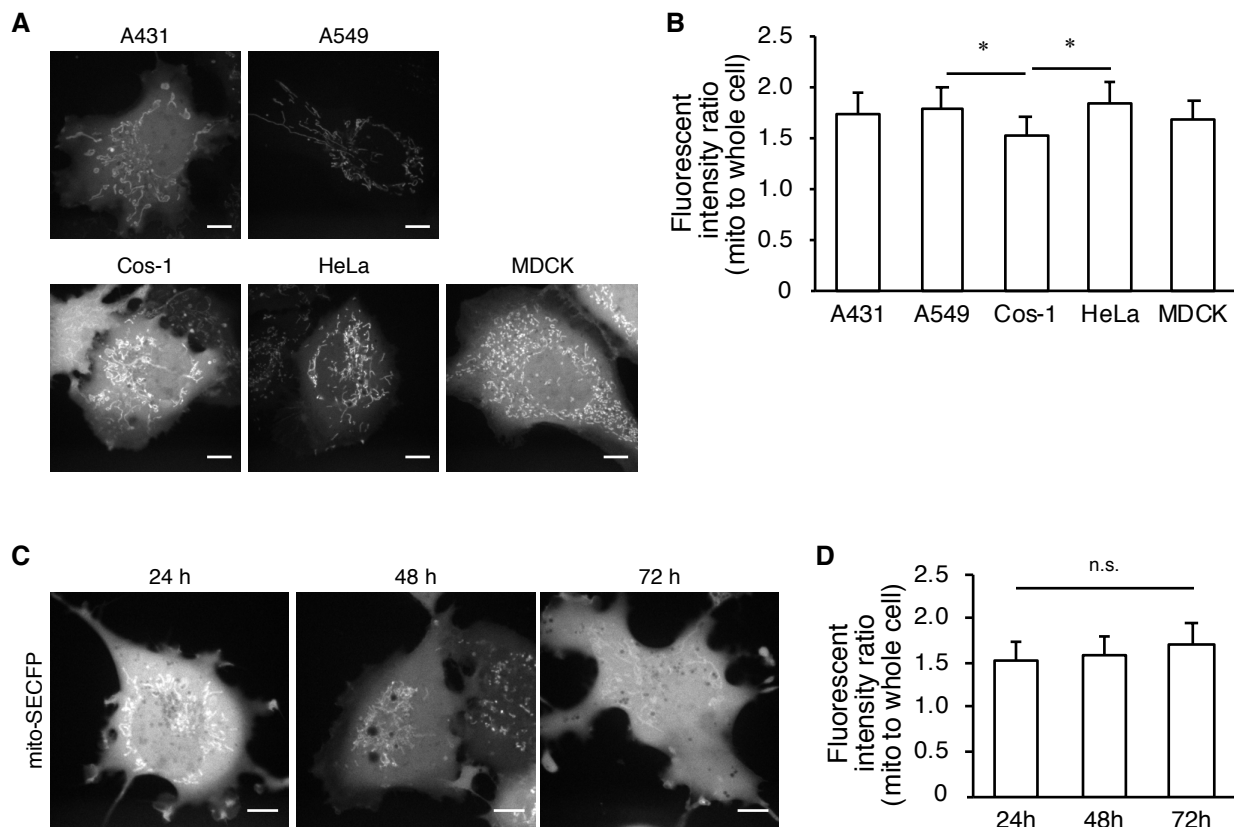 A
A431
A549
Cos-1
HeLa
MDCK
B
Fluorescent
intensity ratio
(mito to whole cell)
2.5
2.0
1.5
1.0
0.5
0
*
*
A431
A549
Cos-1
HeLa
MDCK
C
24 h
48 h
72 h
mito-SECFP
D
Fluorescent
intensity ratio
(mito to whole cell)
2.5
2.0
1.5
1.0
0.5
0
n.s.
24h
48h
72h